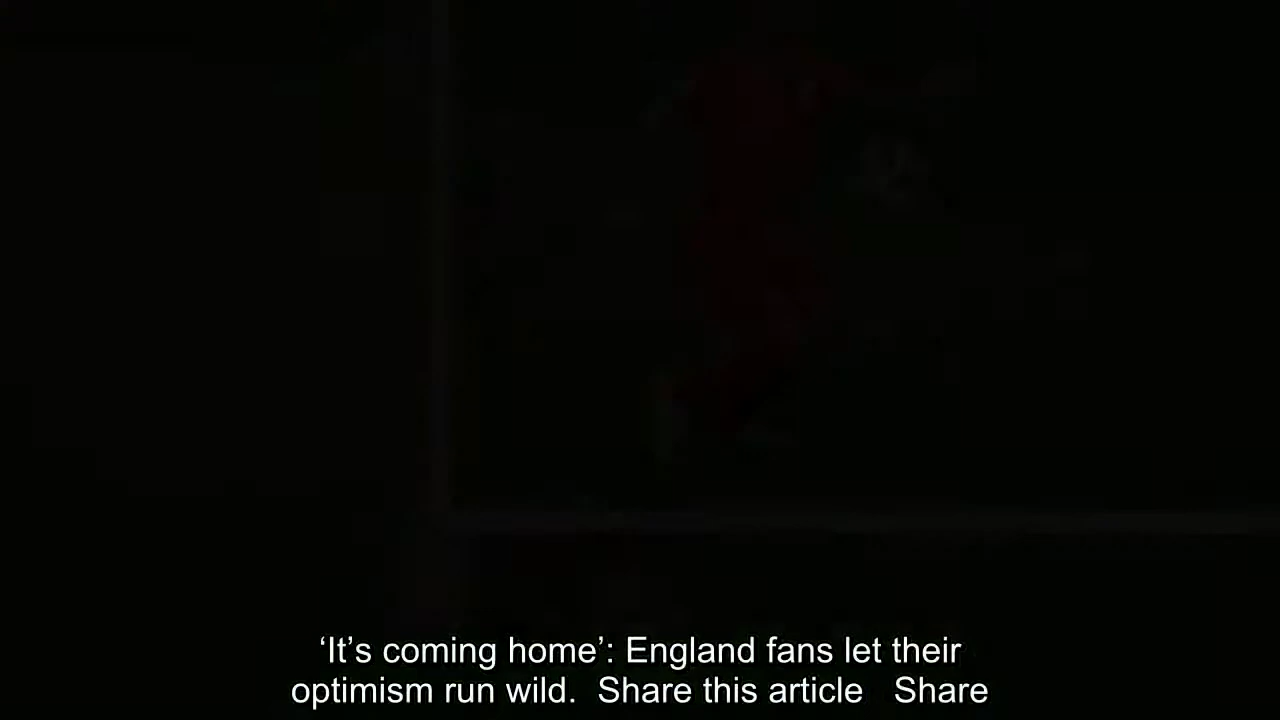 ‘It’s coming home’: England fans let their
optimism run wild.  Share this article   Share